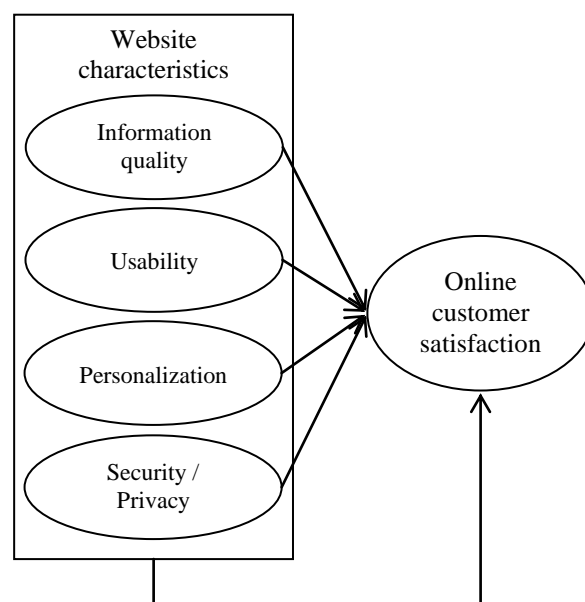 Website
characteristics
Information
quality
Usability
Personalization
Security /
Privacy
Online
customer
satisfaction